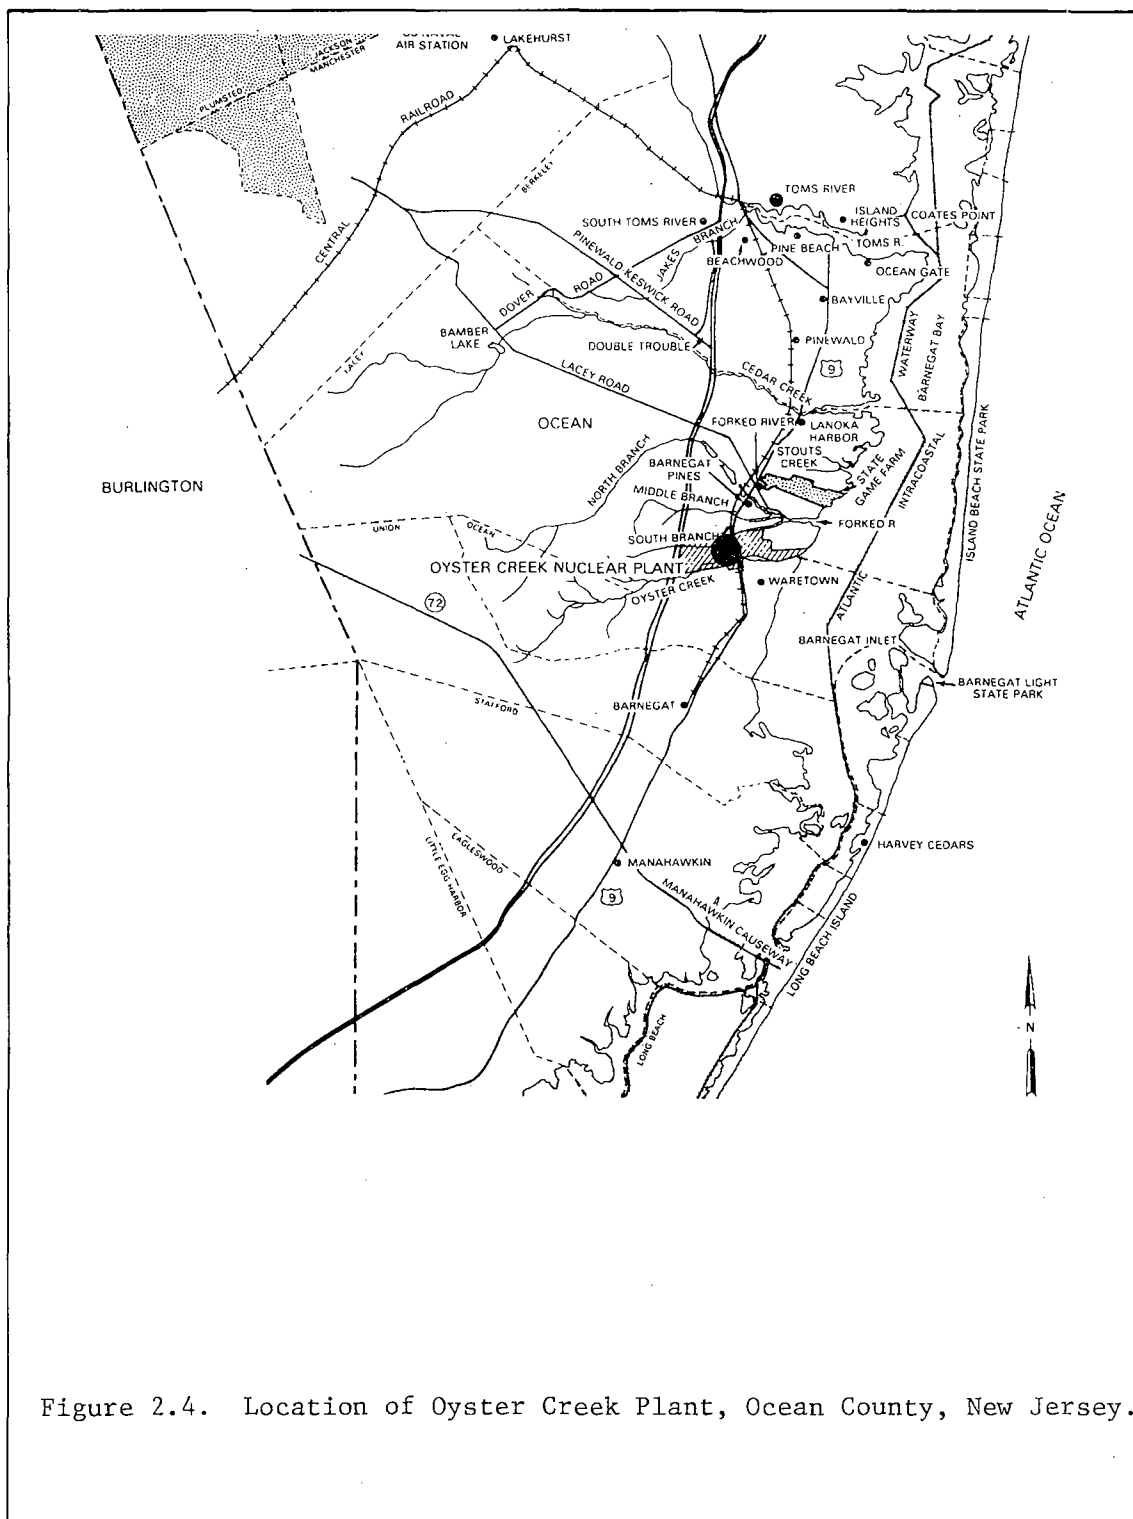 AIR STATION
LAKEHURST
JACKSON
MANCHESTER
PLUMSTED
RAILROAD
CENTRAL
BERKELEY
LACEY
TOMS RIVER
SOUTH TOMS RIVER
ISLAND
HEIGHTS
COATES POINT
BRANCH
JAKES
PINE BEACH
TOMS R.
BEACHWOOD
OCEAN GATE
PINEWALD KESWICK ROAD
DOVER ROAD
BAYVILLE
BAMBER
LAKE
DOUBLE TROUBLE
PINEWALD
9
WATERWAY
BARNEGAT BAY
LACEY ROAD
CEDAR CREEK
OCEAN
FORKED RIVER
LANOKA
HARBOR
STOUTS
CREEK
STATE
GAME FARM
NORTH BRANCH
BARNEGAT
PINES
MIDDLE BRANCH
INTRACOASTAL
ISLAND BEACH STATE PARK
BURLINGTON
UNION
OCEAN
SOUTH BRANCH
FORKED R
OYSTER CREEK NUCLEAR PLANT
OYSTER CREEK
WARETOWN
ATLANTIC
ATLANTIC OCEAN
72
BARNEGAT INLET
BARNEGAT LIGHT
STATE PARK
STAFFORD
BARNEGAT
EAGLESWOOD
LITTLE EGG HARBOR
HARVEY CEDARS
MANAHAWKIN
9
MANAHAWKIN CAUSEWAY
LONG BEACH ISLAND
LONG BEACH
N
Figure 2.4. Location of Oyster Creek Plant, Ocean County, New Jersey.